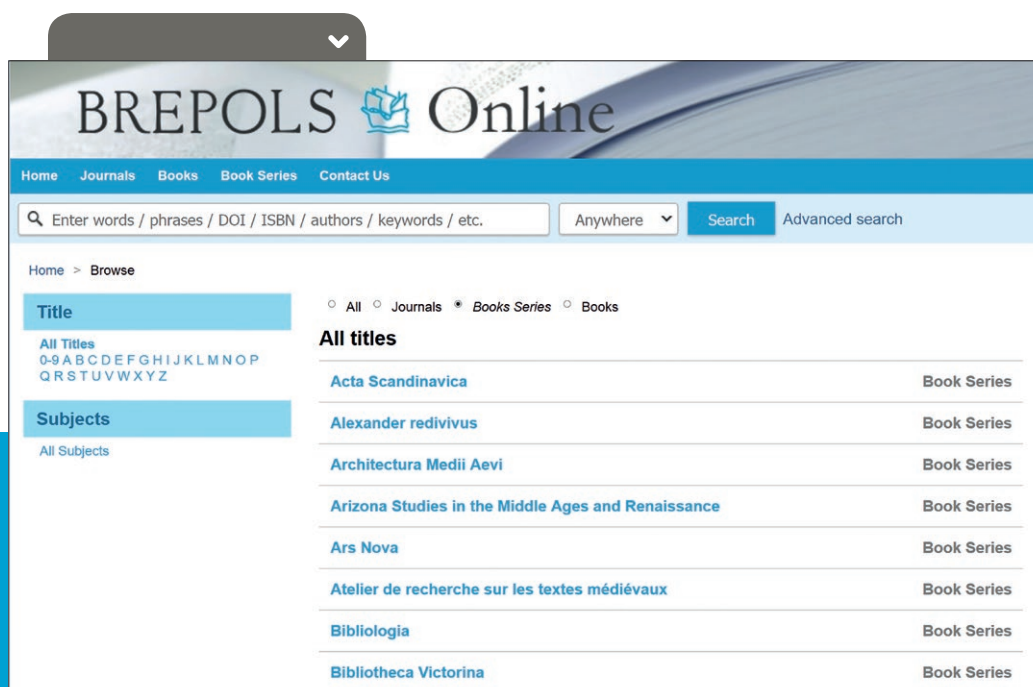 BREPOLS Online
Home Journals Books Book Series Contact Us
Enter words / phrases / DOI / ISBN / authors / keywords / etc. Anywhere Search Advanced search
Home > Browse
Title
All Titles
0-9 A B C D E F G H I J K L M N O P
Q R S T U V W X Y Z
Subjects
All Subjects
All Journals Books Series Books
All titles
Acta Scandinavica Book Series
Alexander redivivus Book Series
Architectura Medii Aevi Book Series
Arizona Studies in the Middle Ages and Renaissance Book Series
Ars Nova Book Series
Atelier de recherche sur les textes médiévaux Book Series
Bibliologia Book Series
Bibliotheca Victorina Book Series